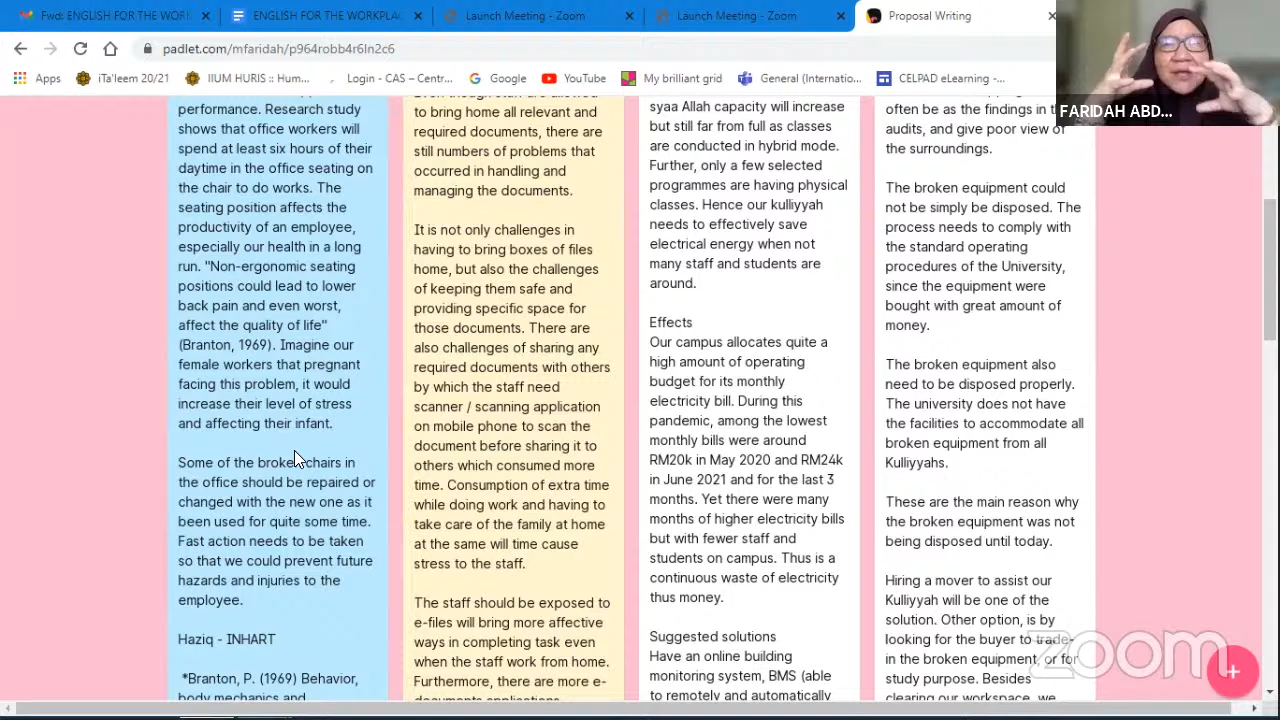 Fwd: ENGLISH FOR THE WOR
ENGLISH FOR THE WORKPLA
Launch Meeting - Zoom
Launch Meeting - Zoom
Proposal Writing
padlet.com/mfaridah/p964robb4r6ln2c6
Apps
iTa'leem 20/21
IIUM HURIS :: Hum...
Login - CAS – Centr...
Google
YouTube
My brilliant grid
General (Internatio...
CELPAD eLearning -...
FARIDAH ABD...
performance. Research study
shows that office workers will
spend at least six hours of their
daytime in the office seating on
the chair to do works. The
seating position affects the
productivity of an employee,
especially our health in a long
run. "Non-ergonomic seating
positions could lead to lower
back pain and even worst,
affect the quality of life"
(Branton, 1969). Imagine our
female workers that pregnant
facing this problem, it would
increase their level of stress
and affecting their infant.
Some of the broken chairs in
the office should be repaired or
changed with the new one as it
been used for quite some time.
Fast action needs to be taken
so that we could prevent future
hazards and injuries to the
employee.
Haziq - INHART
*Branton, P. (1969) Behavior,
body mechanics and
Even though staff are allowed
to bring home all relevant and
required documents, there are
still numbers of problems that
occurred in handling and
managing the documents.
It is not only challenges in
having to bring boxes of files
home, but also the challenges
of keeping them safe and
providing specific space for
those documents. There are
also challenges of sharing any
required documents with others
by which the staff need
scanner / scanning application
on mobile phone to scan the
document before sharing it to
others which consumed more
time. Consumption of extra time
while doing work and having to
take care of the family at home
at the same will time cause
stress to the staff.
The staff should be exposed to
e-files will bring more affective
ways in completing task even
when the staff work from home.
Furthermore, there are more e-
documents applications
syaa Allah capacity will increase
but still far from full as classes
are conducted in hybrid mode.
Further, only a few selected
programmes are having physical
classes. Hence our kulliyyah
needs to effectively save
electrical energy when not
many staff and students are
around.
Effects
Our campus allocates quite a
high amount of operating
budget for its monthly
electricity bill. During this
pandemic, among the lowest
monthly bills were around
RM20k in May 2020 and RM24k
in June 2021 and for the last 3
months. Yet there were many
months of higher electricity bills
but with fewer staff and
students on campus. Thus is a
continuous waste of electricity
thus money.
Suggested solutions
Have an online building
monitoring system, BMS (able
to remotely and automatically
often be as the findings in
audits, and give poor view of
the surroundings.
The broken equipment could
not be simply be disposed. The
process needs to comply with
the standard operating
procedures of the University,
since the equipment were
bought with great amount of
money.
The broken equipment also
need to be disposed properly.
The university does not have
the facilities to accommodate all
broken equipment from all
Kulliyyahs.
These are the main reason why
the broken equipment was not
being disposed until today.
Hiring a mover to assist our
Kulliyyah will be one of the
solution. Other option, is by
looking for the buyer to trade-
in the broken equipment, or for
study purpose. Besides
clearing our workspace, we
zoom